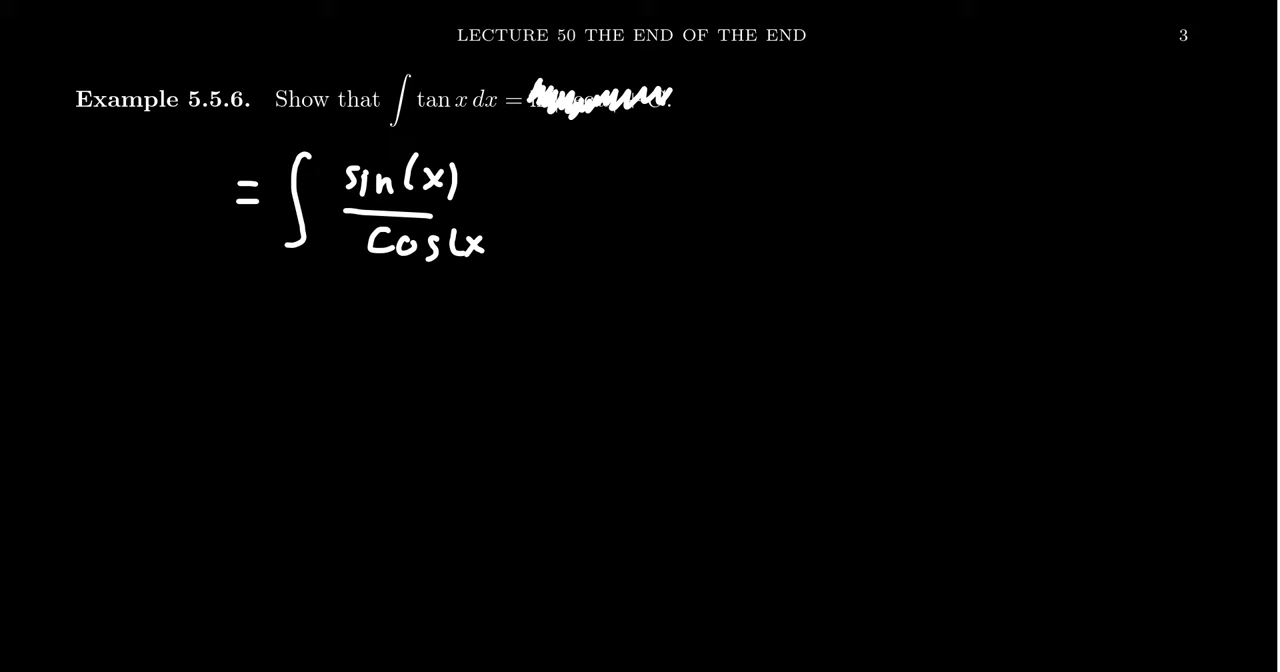 LECTURE 50 THE END OF THE END 3
Example 5.5.6. Show that ∫ tan x dx =
= ∫ sin(x)
cos(x